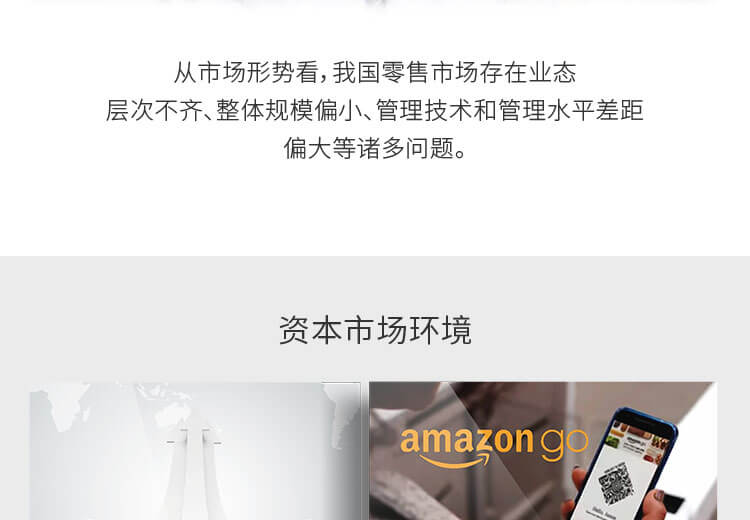 从市场形势看，我国零售市场存在业态
层次不齐、整体规模偏小、管理技术和管理水平差距
偏大等诸多问题。
资本市场环境
amazon go